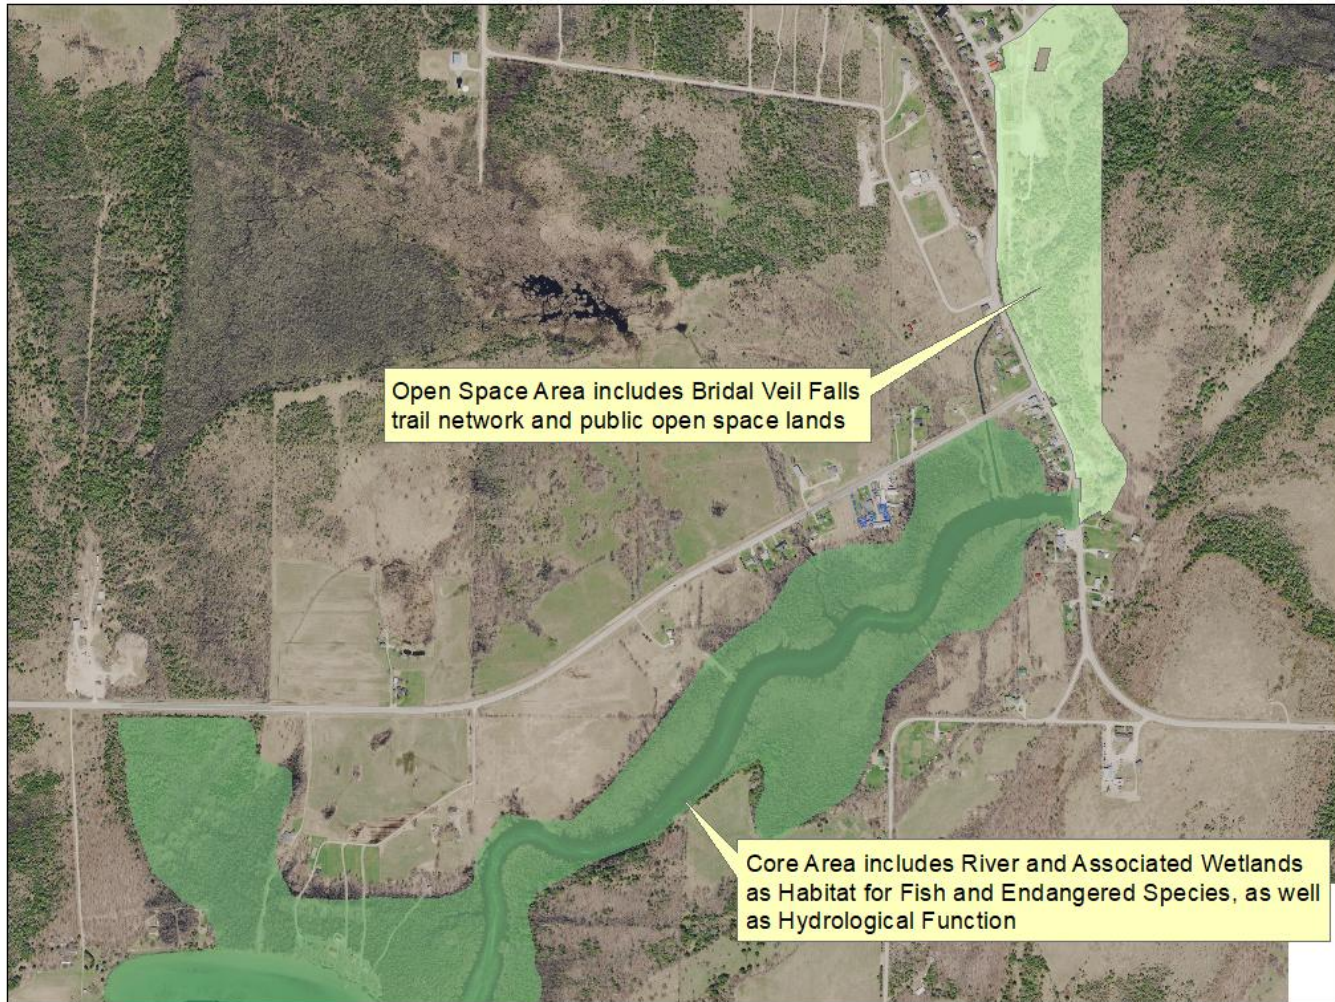 Open Space Area includes Bridal Veil Falls
trail network and public open space lands
Core Area includes River and Associated Wetlands
as Habitat for Fish and Endangered Species, as well
as Hydrological Function